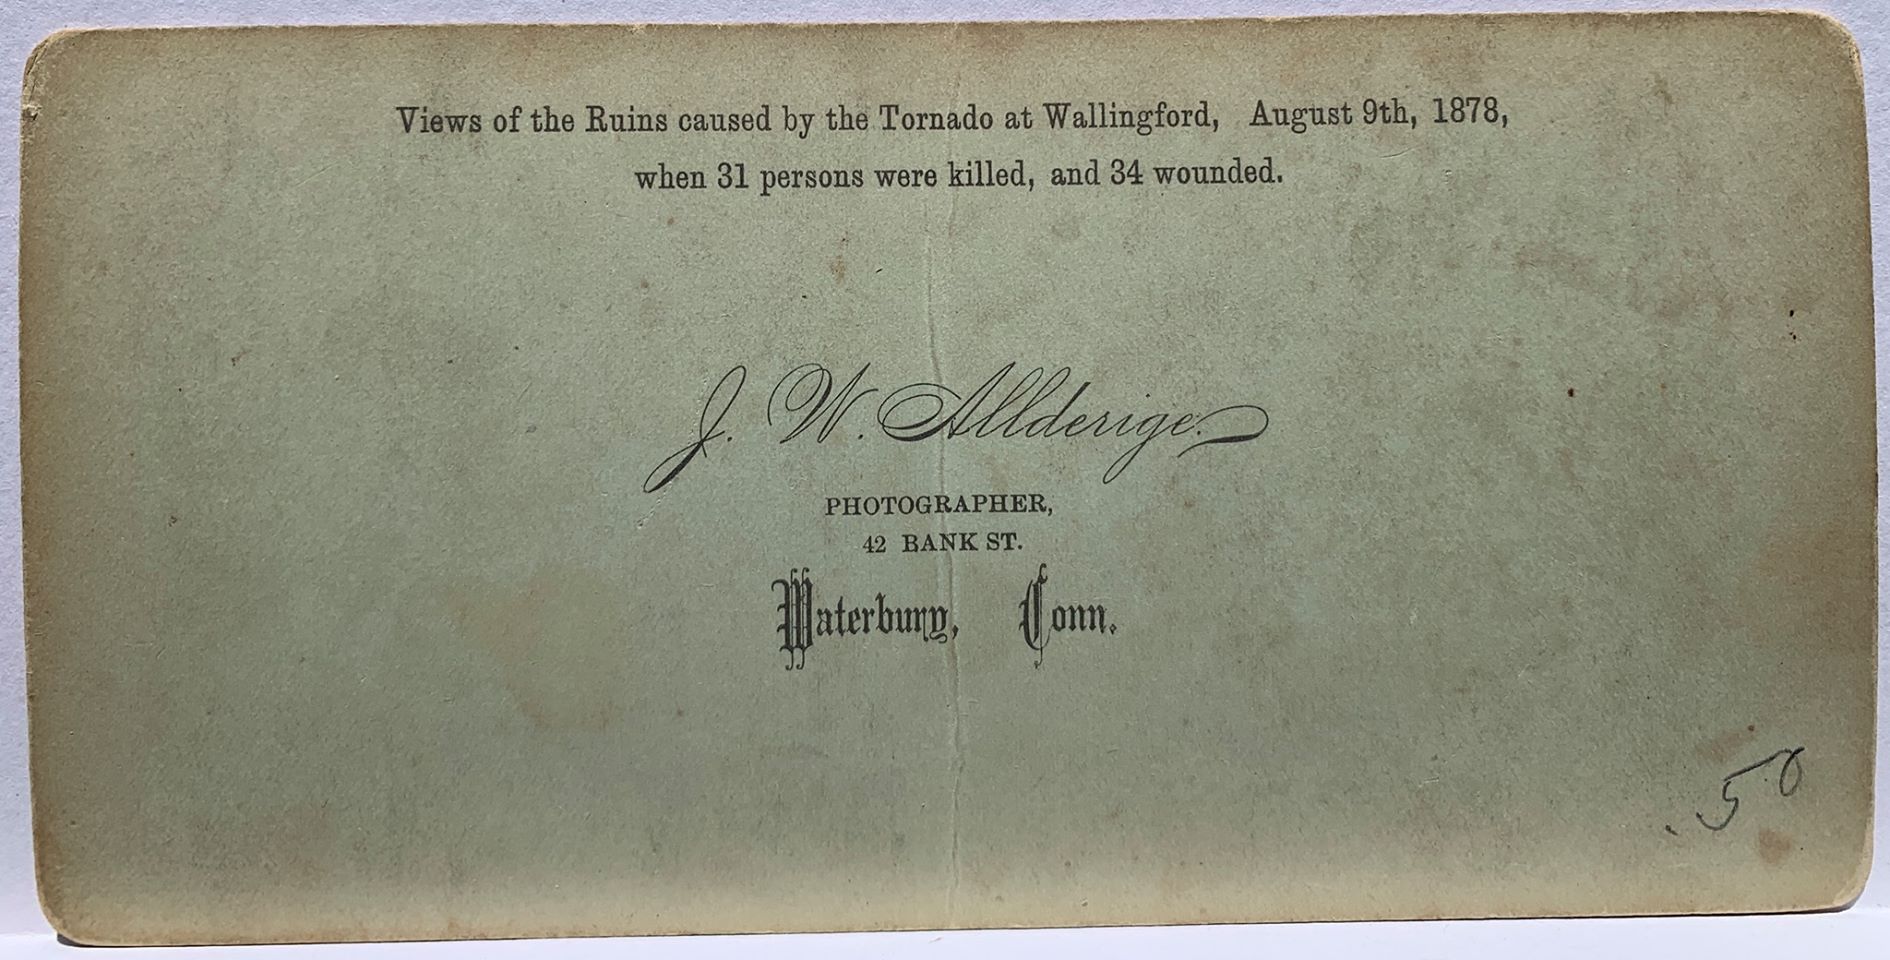 Views of the Ruins caused by the Tornado at Wallingford, August 9th, 1878,
when 31 persons were killed, and 34 wounded.
J. W. Allderige.
PHOTOGRAPHER,
42 BANK ST.
Waterbury, Conn.
.50